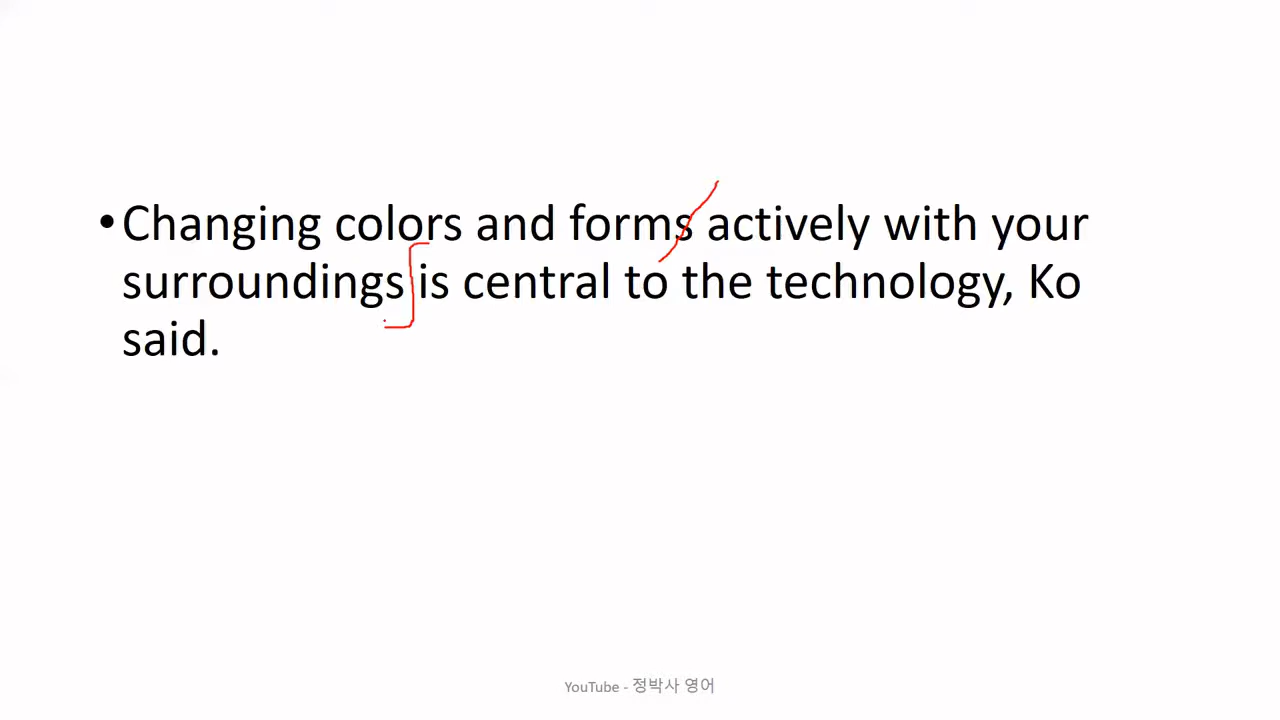 •Changing colors and forms actively with your
surroundings is central to the technology, Ko
said.
YouTube - 정박사 영어